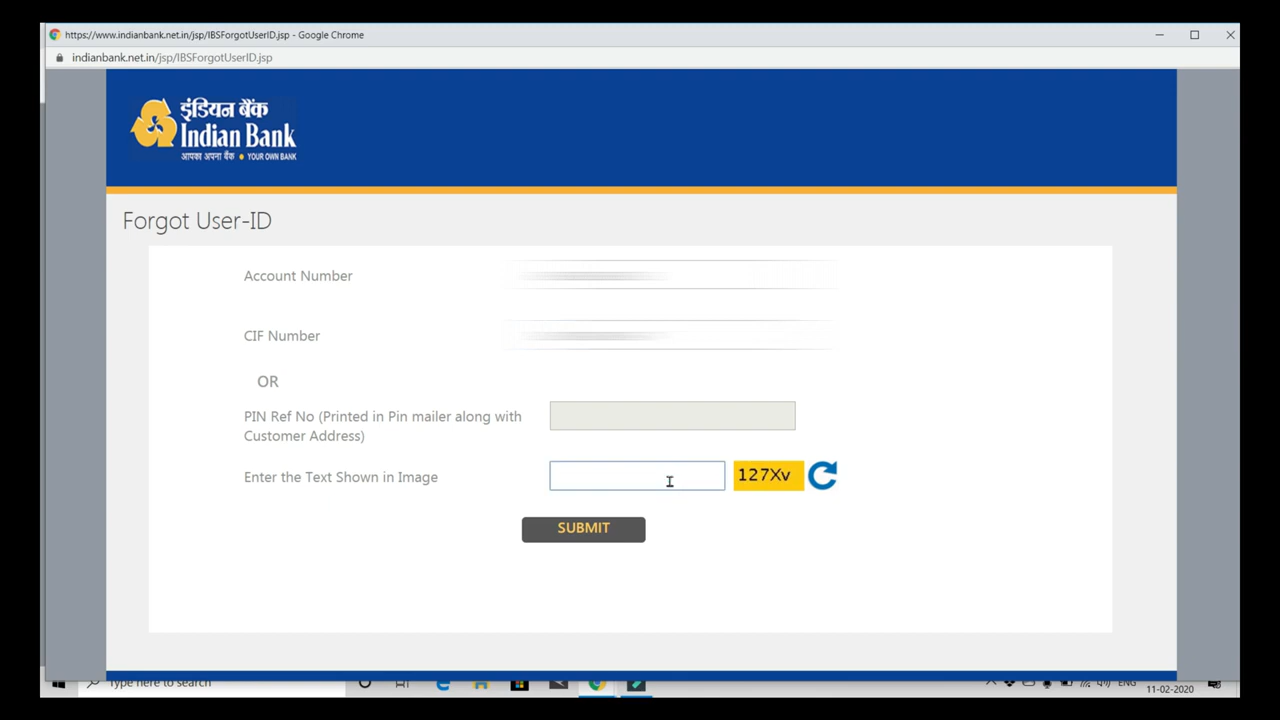 https://www.indianbank.net.in/jsp/IBSForgotUserID.jsp - Google Chrome
indianbank.net.in/jsp/IBSForgotUserID.jsp
इंडियन बैंक
Indian Bank
आपका अपना बैंक YOUR OWN BANK
Forgot User-ID
Account Number
CIF Number
OR
PIN Ref No (Printed in Pin mailer along with
Customer Address)
Enter the Text Shown in Image
127Xv
SUBMIT
Type here to search
ENG
11-02-2020